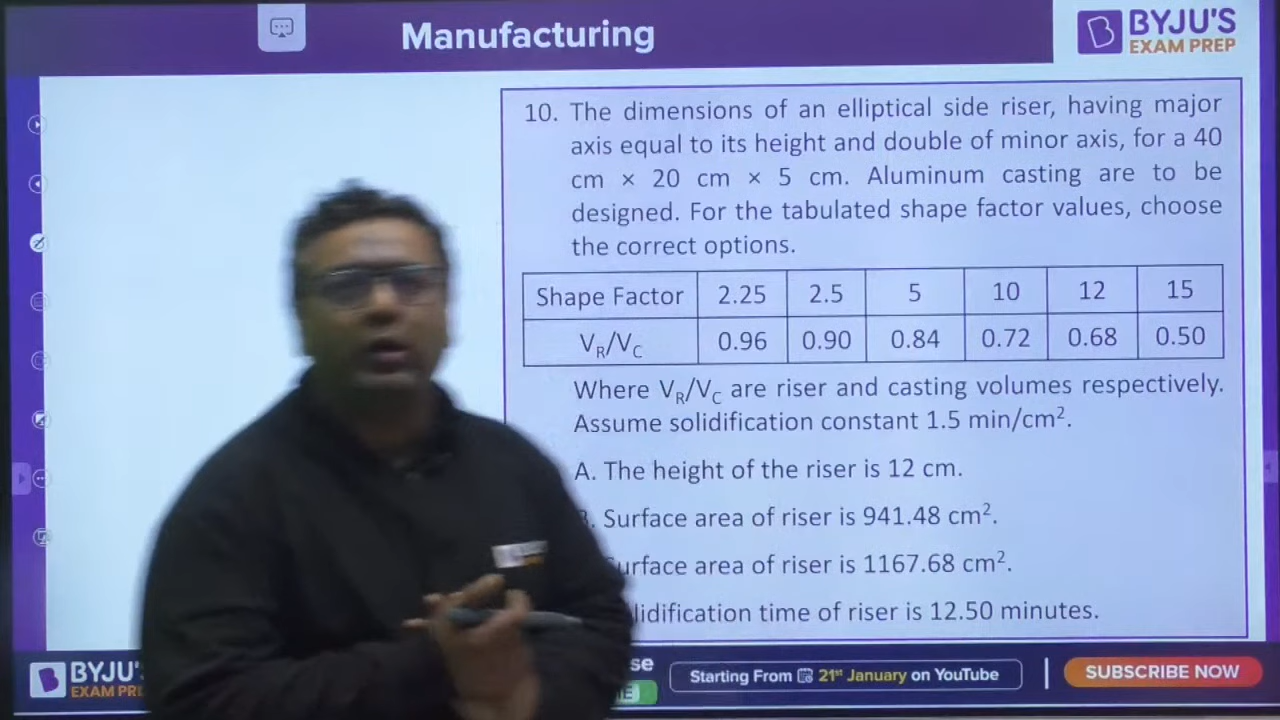 Manufacturing
BYJU'S
EXAM PREP
10. The dimensions of an elliptical side riser, having major
axis equal to its height and double of minor axis, for a 40
cm × 20 cm × 5 cm. Aluminum casting are to be
designed. For the tabulated shape factor values, choose
the correct options.
Shape Factor 2.25 2.5 5 10 12 15
V_R/V_C 0.96 0.90 0.84 0.72 0.68 0.50
Where V_R/V_C are riser and casting volumes respectively.
Assume solidification constant 1.5 min/cm².
A. The height of the riser is 12 cm.
Surface area of riser is 941.48 cm².
urface area of riser is 1167.68 cm².
lidification time of riser is 12.50 minutes.
BYJU'S
EXAM PRE
se
Starting From 21st January on YouTube
SUBSCRIBE NOW